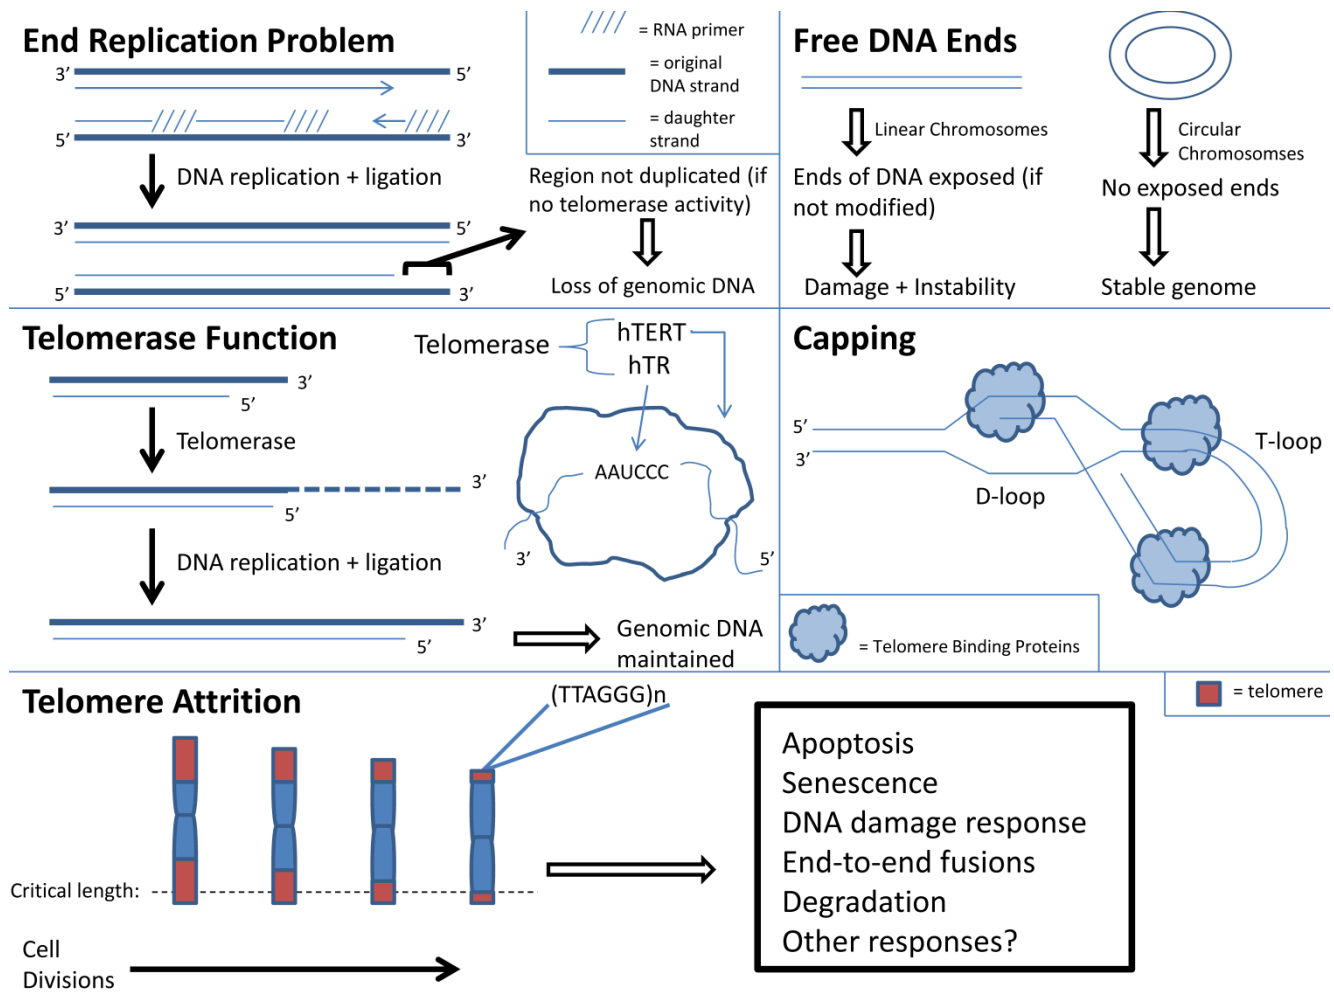 End Replication Problem
3’
5’
5’
3’
DNA replication + ligation
3’
5’
5’
3’
= RNA primer
= original
DNA strand
= daughter
strand
Region not duplicated (if
no telomerase activity)
Loss of genomic DNA
Free DNA Ends
Linear Chromosomes
Ends of DNA exposed (if
not modified)
Damage + Instability
Circular
Chromosomses
No exposed ends
Stable genome
Telomerase Function
3’
5’
Telomerase
3’
5’
DNA replication + ligation
3’
5’
Telomerase
hTERT
hTR
AAUCCC
3’
5’
Genomic DNA
maintained
Capping
5’
3’
D-loop
T-loop
= Telomere Binding Proteins
Telomere Attrition
(TTAGGG)n
= telomere
Critical length:
Cell
Divisions
Apoptosis
Senescence
DNA damage response
End-to-end fusions
Degradation
Other responses?